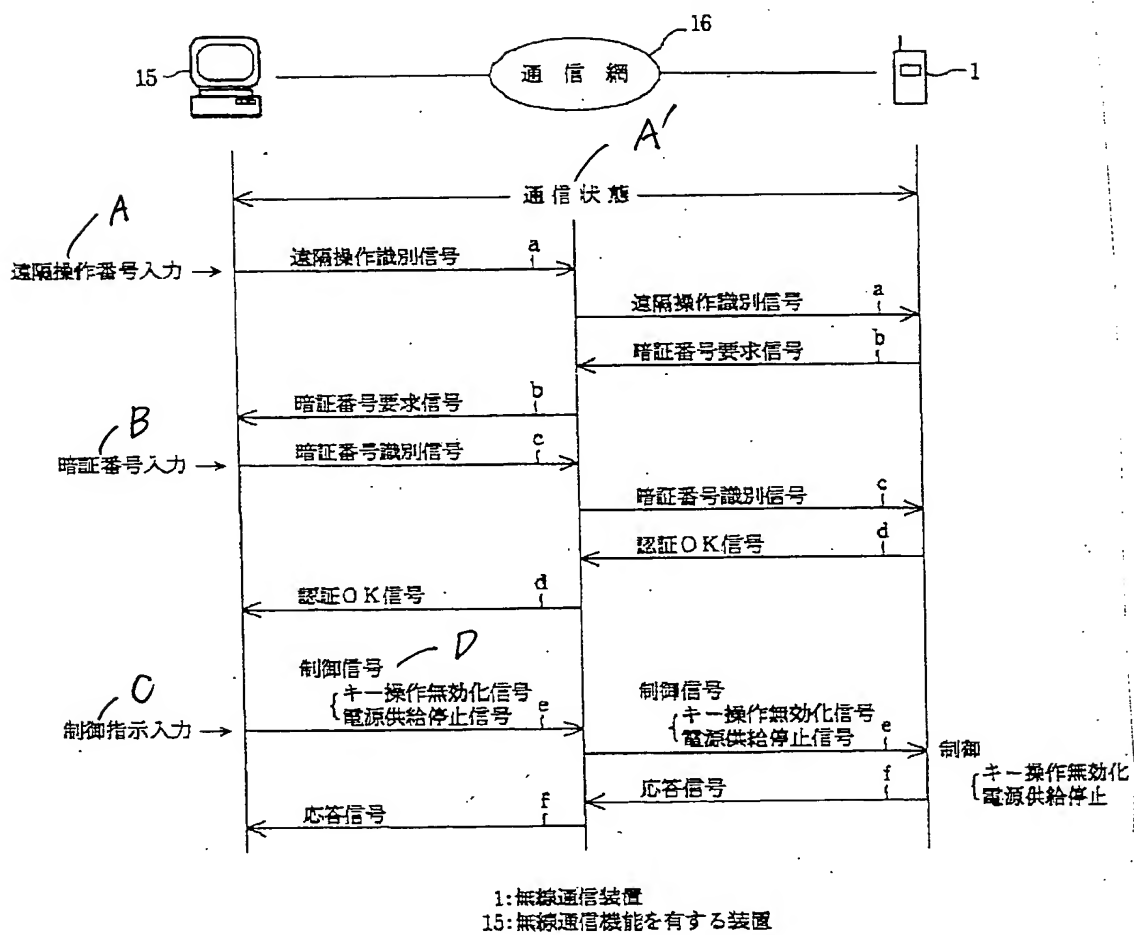 16
15
通信網
1
A'
通信状態
A
遠隔操作番号入力→
遠隔操作識別信号
a
遠隔操作識別信号
a
暗証番号要求信号
b
暗証番号要求信号
b
B
暗証番号入力→
暗証番号識別信号
c
暗証番号識別信号
c
認証OK信号
d
認証OK信号
d
制御信号
D
キー操作無効化信号
電源供給停止信号
e
C
制御指示入力→
制御信号
キー操作無効化信号
電源供給停止信号
e
制御
キー操作無効化
電源供給停止
応答信号
f
応答信号
f
1:無線通信装置
15:無線通信機能を有する装置